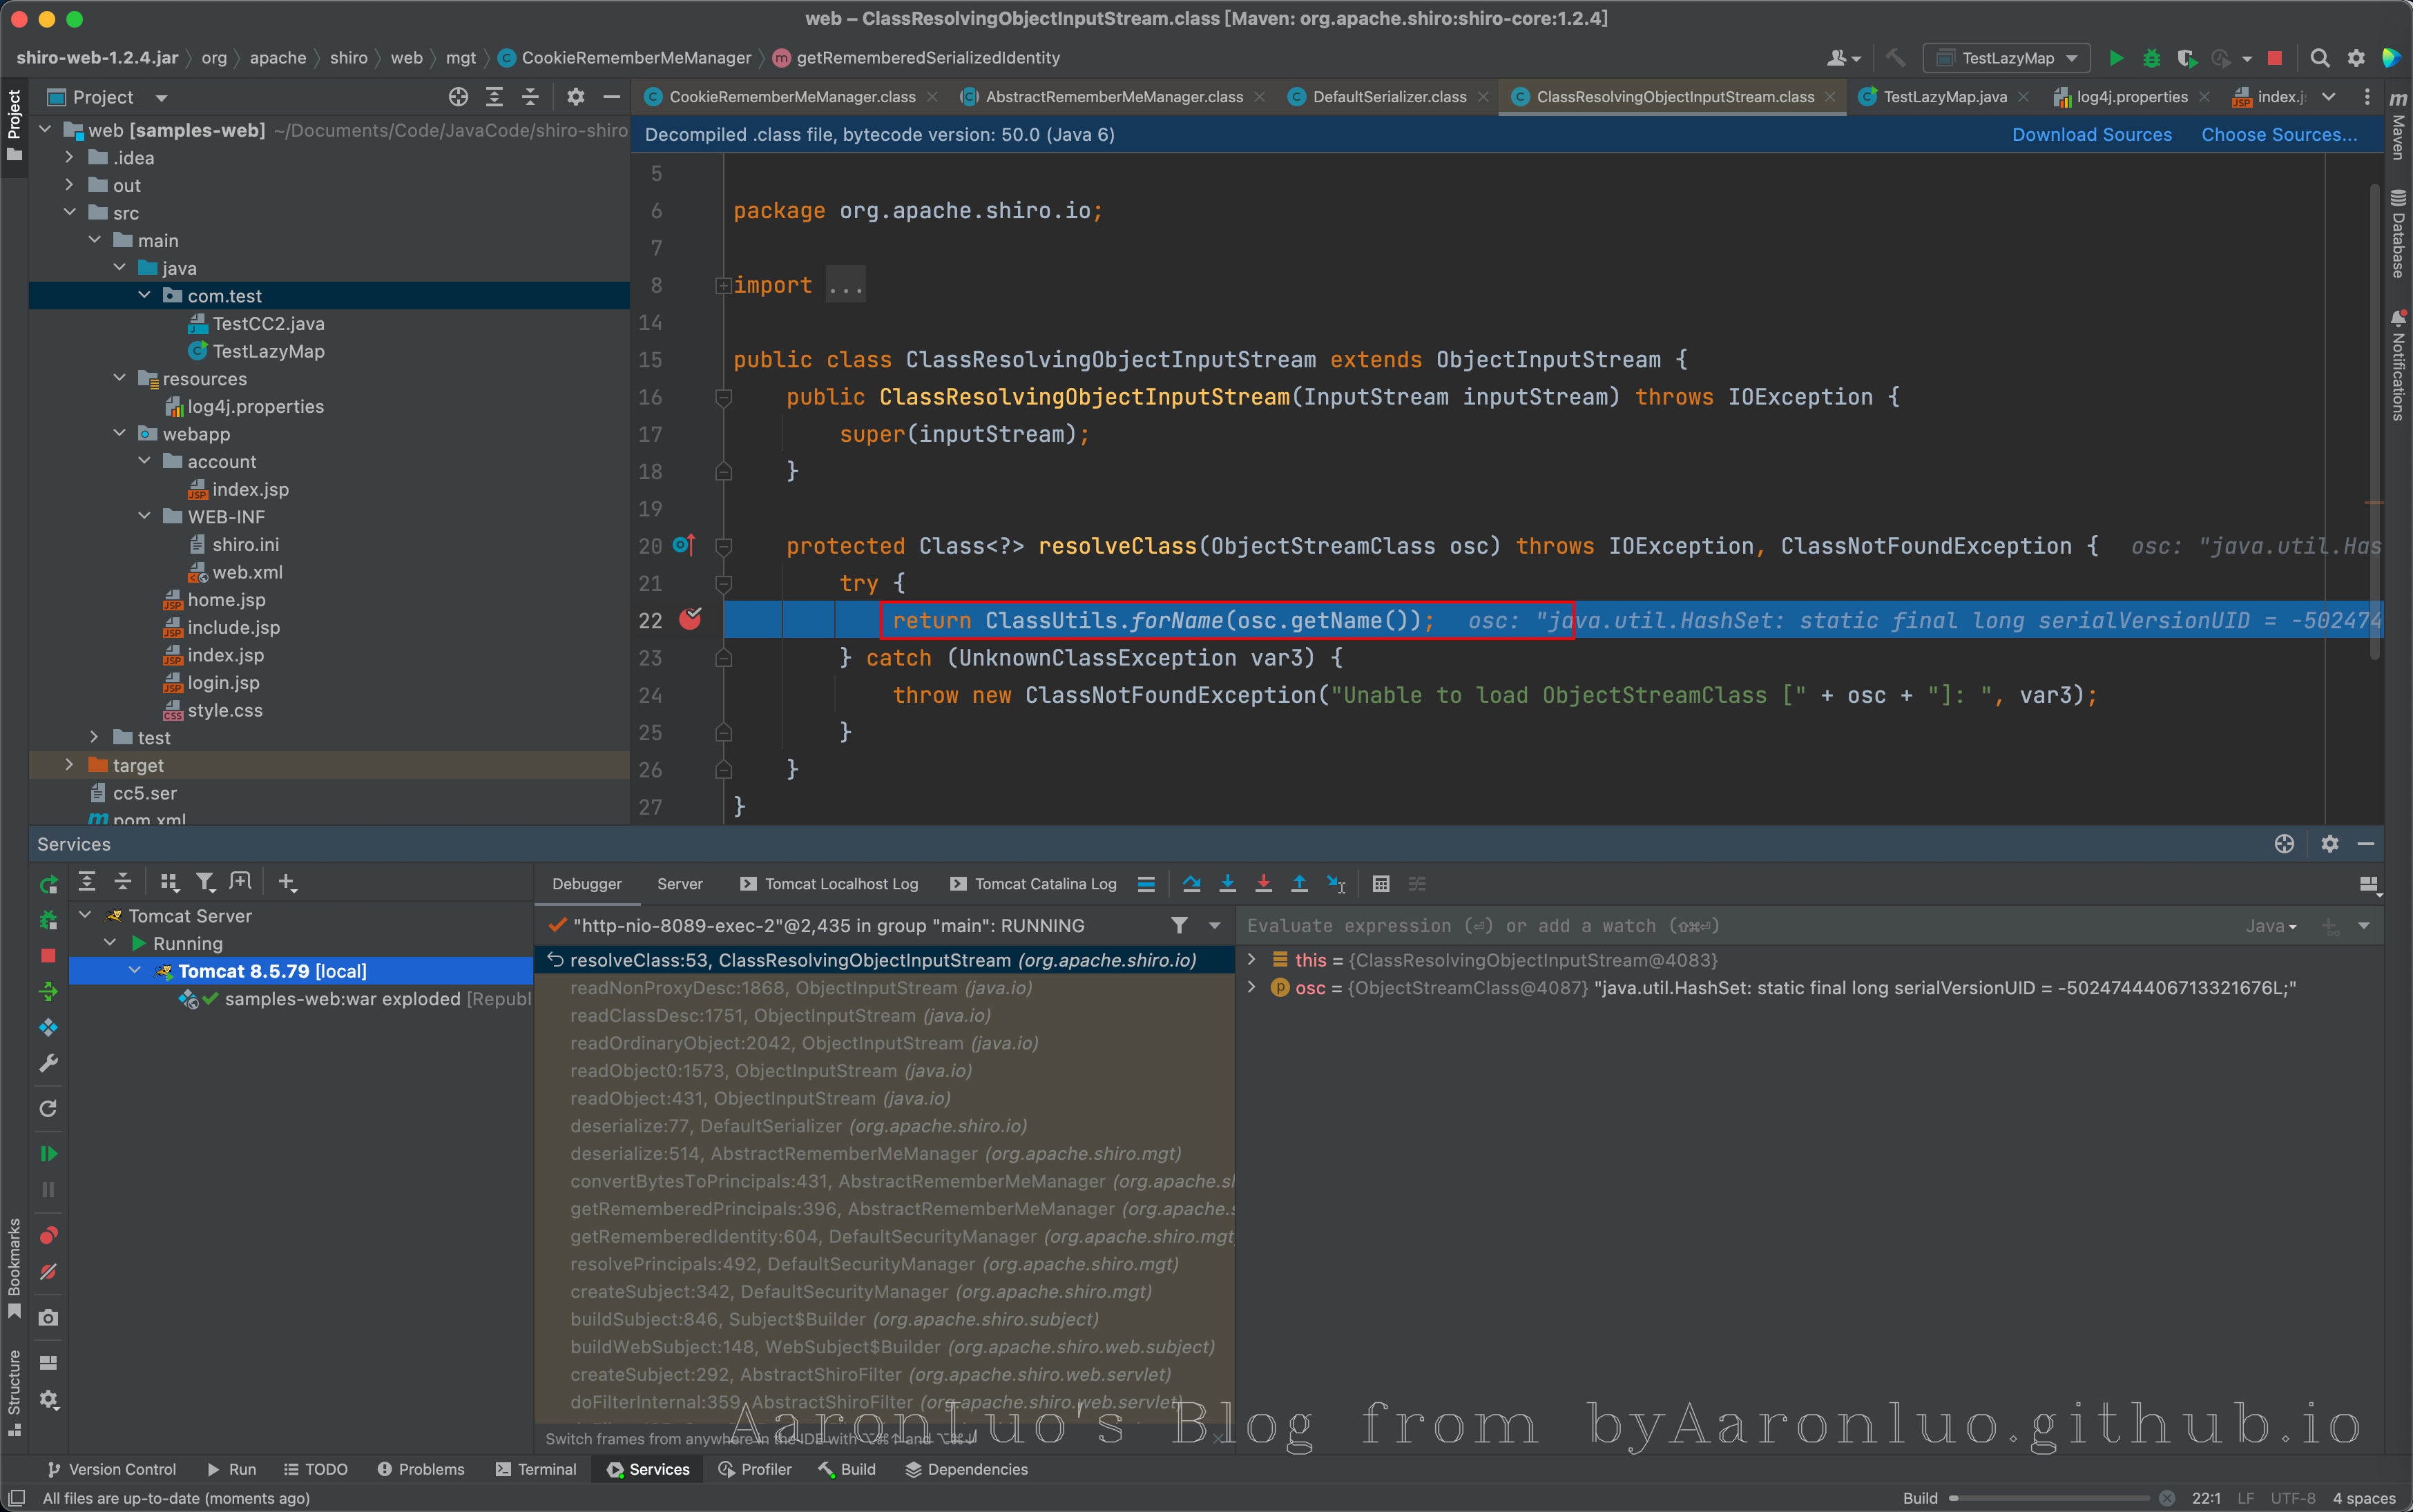 web – ClassResolvingObjectInputStream.class [Maven: org.apache.shiro:shiro-core:1.2.4]
shiro-web-1.2.4.jar org apache shiro web mgt CookieRememberMeManager getRememberedSerializedIdentity
TestLazyMap
Project
CookieRememberMeManager.class AbstractRememberMeManager.class DefaultSerializer.class ClassResolvingObjectInputStream.class TestLazyMap.java log4j.properties index.j
Project
Maven
Database
Notifications
web [samples-web] ~/Documents/Code/JavaCode/shiro-shiro
.idea
out
src
main
java
com.test
TestCC2.java
TestLazyMap
resources
log4j.properties
webapp
account
index.jsp
WEB-INF
shiro.ini
web.xml
home.jsp
include.jsp
index.jsp
login.jsp
style.css
test
target
cc5.ser
pom.xml
Decompiled .class file, bytecode version: 50.0 (Java 6) Download Sources Choose Sources...
5
6 package org.apache.shiro.io;
7
8 import ...
14
15 public class ClassResolvingObjectInputStream extends ObjectInputStream {
16 public ClassResolvingObjectInputStream(InputStream inputStream) throws IOException {
17 super(inputStream);
18 }
19
20 protected Class<?> resolveClass(ObjectStreamClass osc) throws IOException, ClassNotFoundException { osc: "java.util.Has
21 try {
22 return ClassUtils.forName(osc.getName()); osc: "java.util.HashSet: static final long serialVersionUID = -502474
23 } catch (UnknownClassException var3) {
24 throw new ClassNotFoundException("Unable to load ObjectStreamClass [" + osc + "]: ", var3);
25 }
26 }
27 }
Services
Debugger Server Tomcat Localhost Log Tomcat Catalina Log
Tomcat Server
Running
Tomcat 8.5.79 [local]
samples-web:war exploded [Republ
"http-nio-8089-exec-2"@2,435 in group "main": RUNNING
resolveClass:53, ClassResolvingObjectInputStream (org.apache.shiro.io)
readNonProxyDesc:1868, ObjectInputStream (java.io)
readClassDesc:1751, ObjectInputStream (java.io)
readOrdinaryObject:2042, ObjectInputStream (java.io)
readObject0:1573, ObjectInputStream (java.io)
readObject:431, ObjectInputStream (java.io)
deserialize:77, DefaultSerializer (org.apache.shiro.io)
deserialize:514, AbstractRememberMeManager (org.apache.shiro.mgt)
convertBytesToPrincipals:431, AbstractRememberMeManager (org.apache.sl
getRememberedPrincipals:396, AbstractRememberMeManager (org.apache.s
getRememberedIdentity:604, DefaultSecurityManager (org.apache.shiro.mgt
resolvePrincipals:492, DefaultSecurityManager (org.apache.shiro.mgt)
createSubject:342, DefaultSecurityManager (org.apache.shiro.mgt)
buildSubject:846, Subject$Builder (org.apache.shiro.subject)
buildWebSubject:148, WebSubject$Builder (org.apache.shiro.web.subject)
createSubject:292, AbstractShiroFilter (org.apache.shiro.web.servlet)
doFilterInternal:359, AbstractShiroFilter (org.apache.shiro.web.servlet)
Switch frames from anywhere in the IDE with ⌥⌘↑ and ⌥⌘↓
Evaluate expression (⏎) or add a watch (⇧⌘⏎) Java
this = {ClassResolvingObjectInputStream@4083}
osc = {ObjectStreamClass@4087} "java.util.HashSet: static final long serialVersionUID = -5024744406713321676L;"
AaronLuo's Blog from byAaronluo.github.io
Bookmarks
Structure
Version Control Run TODO Problems Terminal Services Profiler Build Dependencies
All files are up-to-date (moments ago) Build 22:1 LF UTF-8 4 spaces